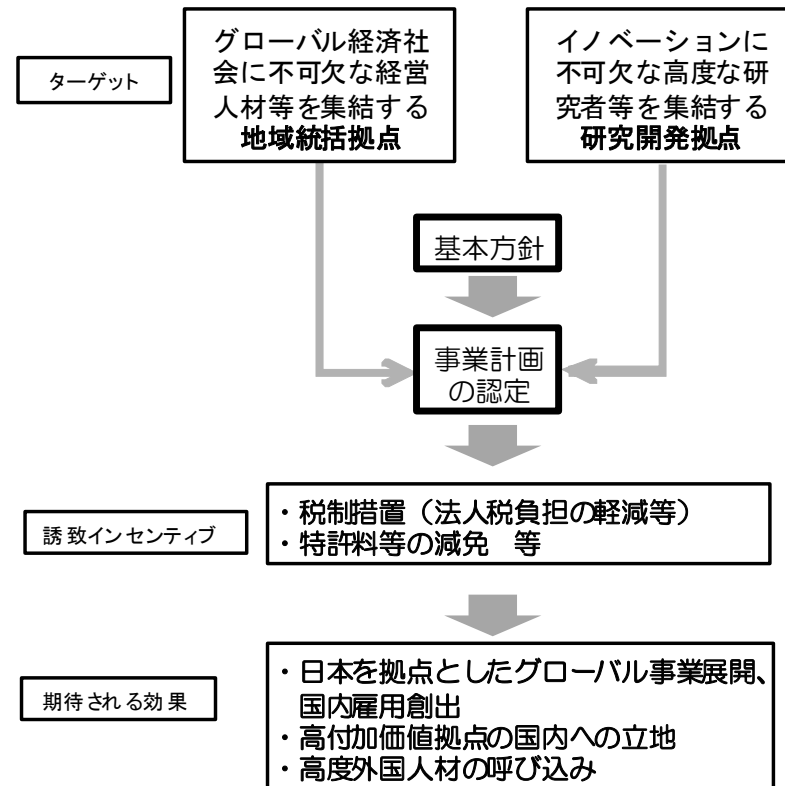 ターゲット
グローバル経済社
会に不可欠な経営
人材等を集結する
地域統括拠点
イノベーションに
不可欠な高度な研
究者等を集結する
研究開発拠点
基本方針
事業計画
の認定
誘致インセンティブ
・税制措置（法人税負担の軽減等）
・特許料等の減免　等
期待される効果
・日本を拠点としたグローバル事業展開、
国内雇用創出
・高付加価値拠点の国内への立地
・高度外国人材の呼び込み